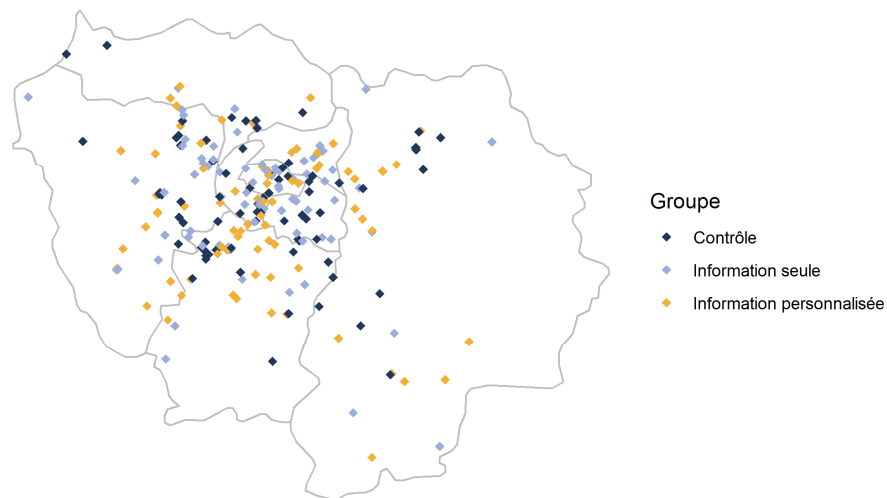 Groupe
Contrôle
Information seule
Information personnalisée